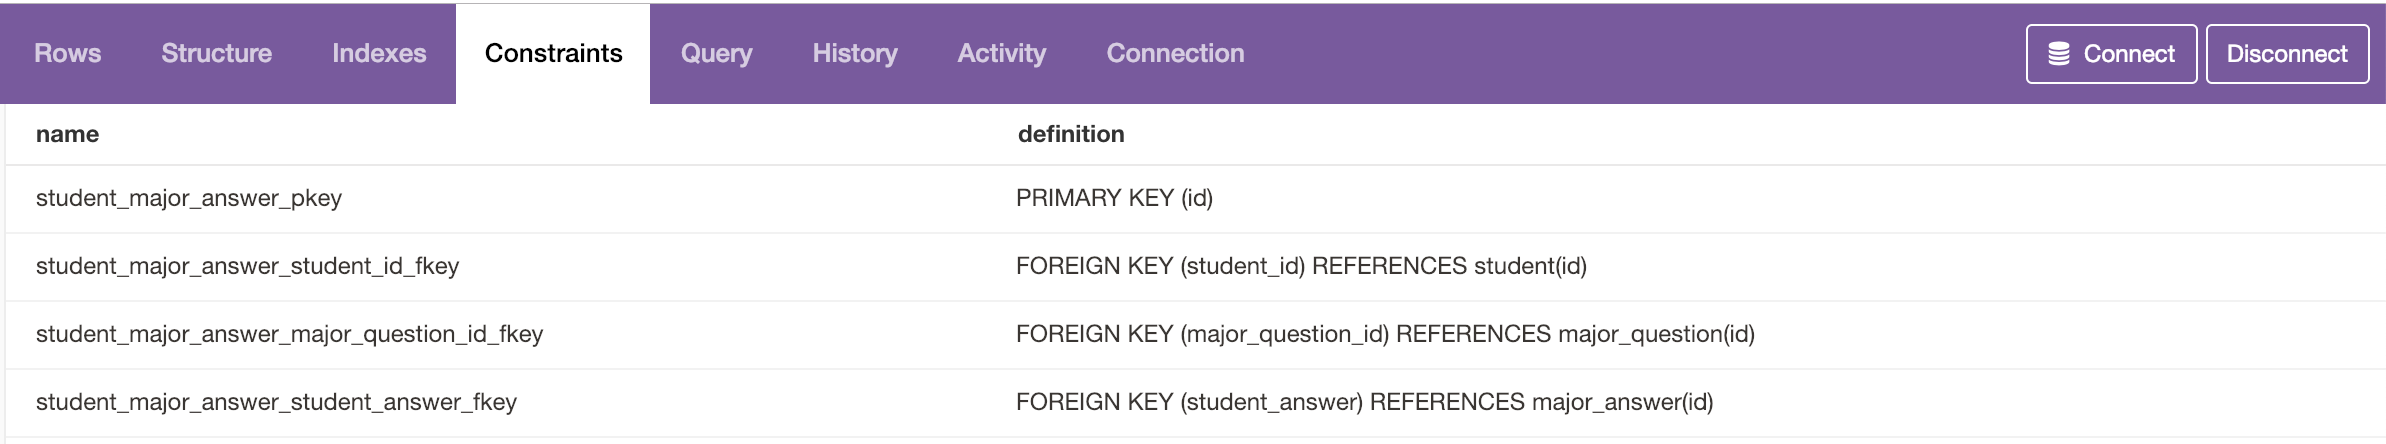 Rows Structure Indexes Constraints Query History Activity Connection Connect Disconnect
name definition
student_major_answer_pkey PRIMARY KEY (id)
student_major_answer_student_id_fkey FOREIGN KEY (student_id) REFERENCES student(id)
student_major_answer_major_question_id_fkey FOREIGN KEY (major_question_id) REFERENCES major_question(id)
student_major_answer_student_answer_fkey FOREIGN KEY (student_answer) REFERENCES major_answer(id)